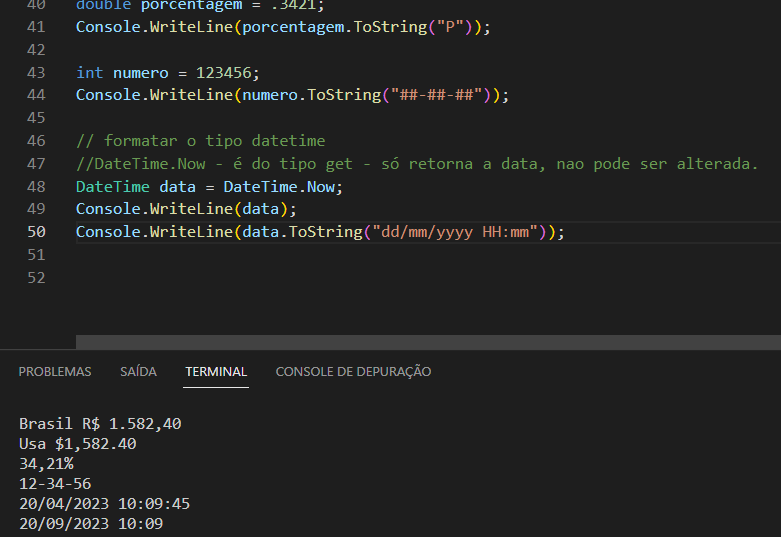 40 double porcentagem = .3421;
41 Console.WriteLine(porcentagem.ToString("P"));
42
43 int numero = 123456;
44 Console.WriteLine(numero.ToString("##-##-##"));
45
46 // formatar o tipo datetime
47 //DateTime.Now - é do tipo get - só retorna a data, nao pode ser alterada.
48 DateTime data = DateTime.Now;
49 Console.WriteLine(data);
50 Console.WriteLine(data.ToString("dd/mm/yyyy HH:mm"));
51
52
PROBLEMAS SAÍDA TERMINAL CONSOLE DE DEPURAÇÃO
Brasil R$ 1.582,40
Usa $1,582.40
34,21%
12-34-56
20/04/2023 10:09:45
20/09/2023 10:09